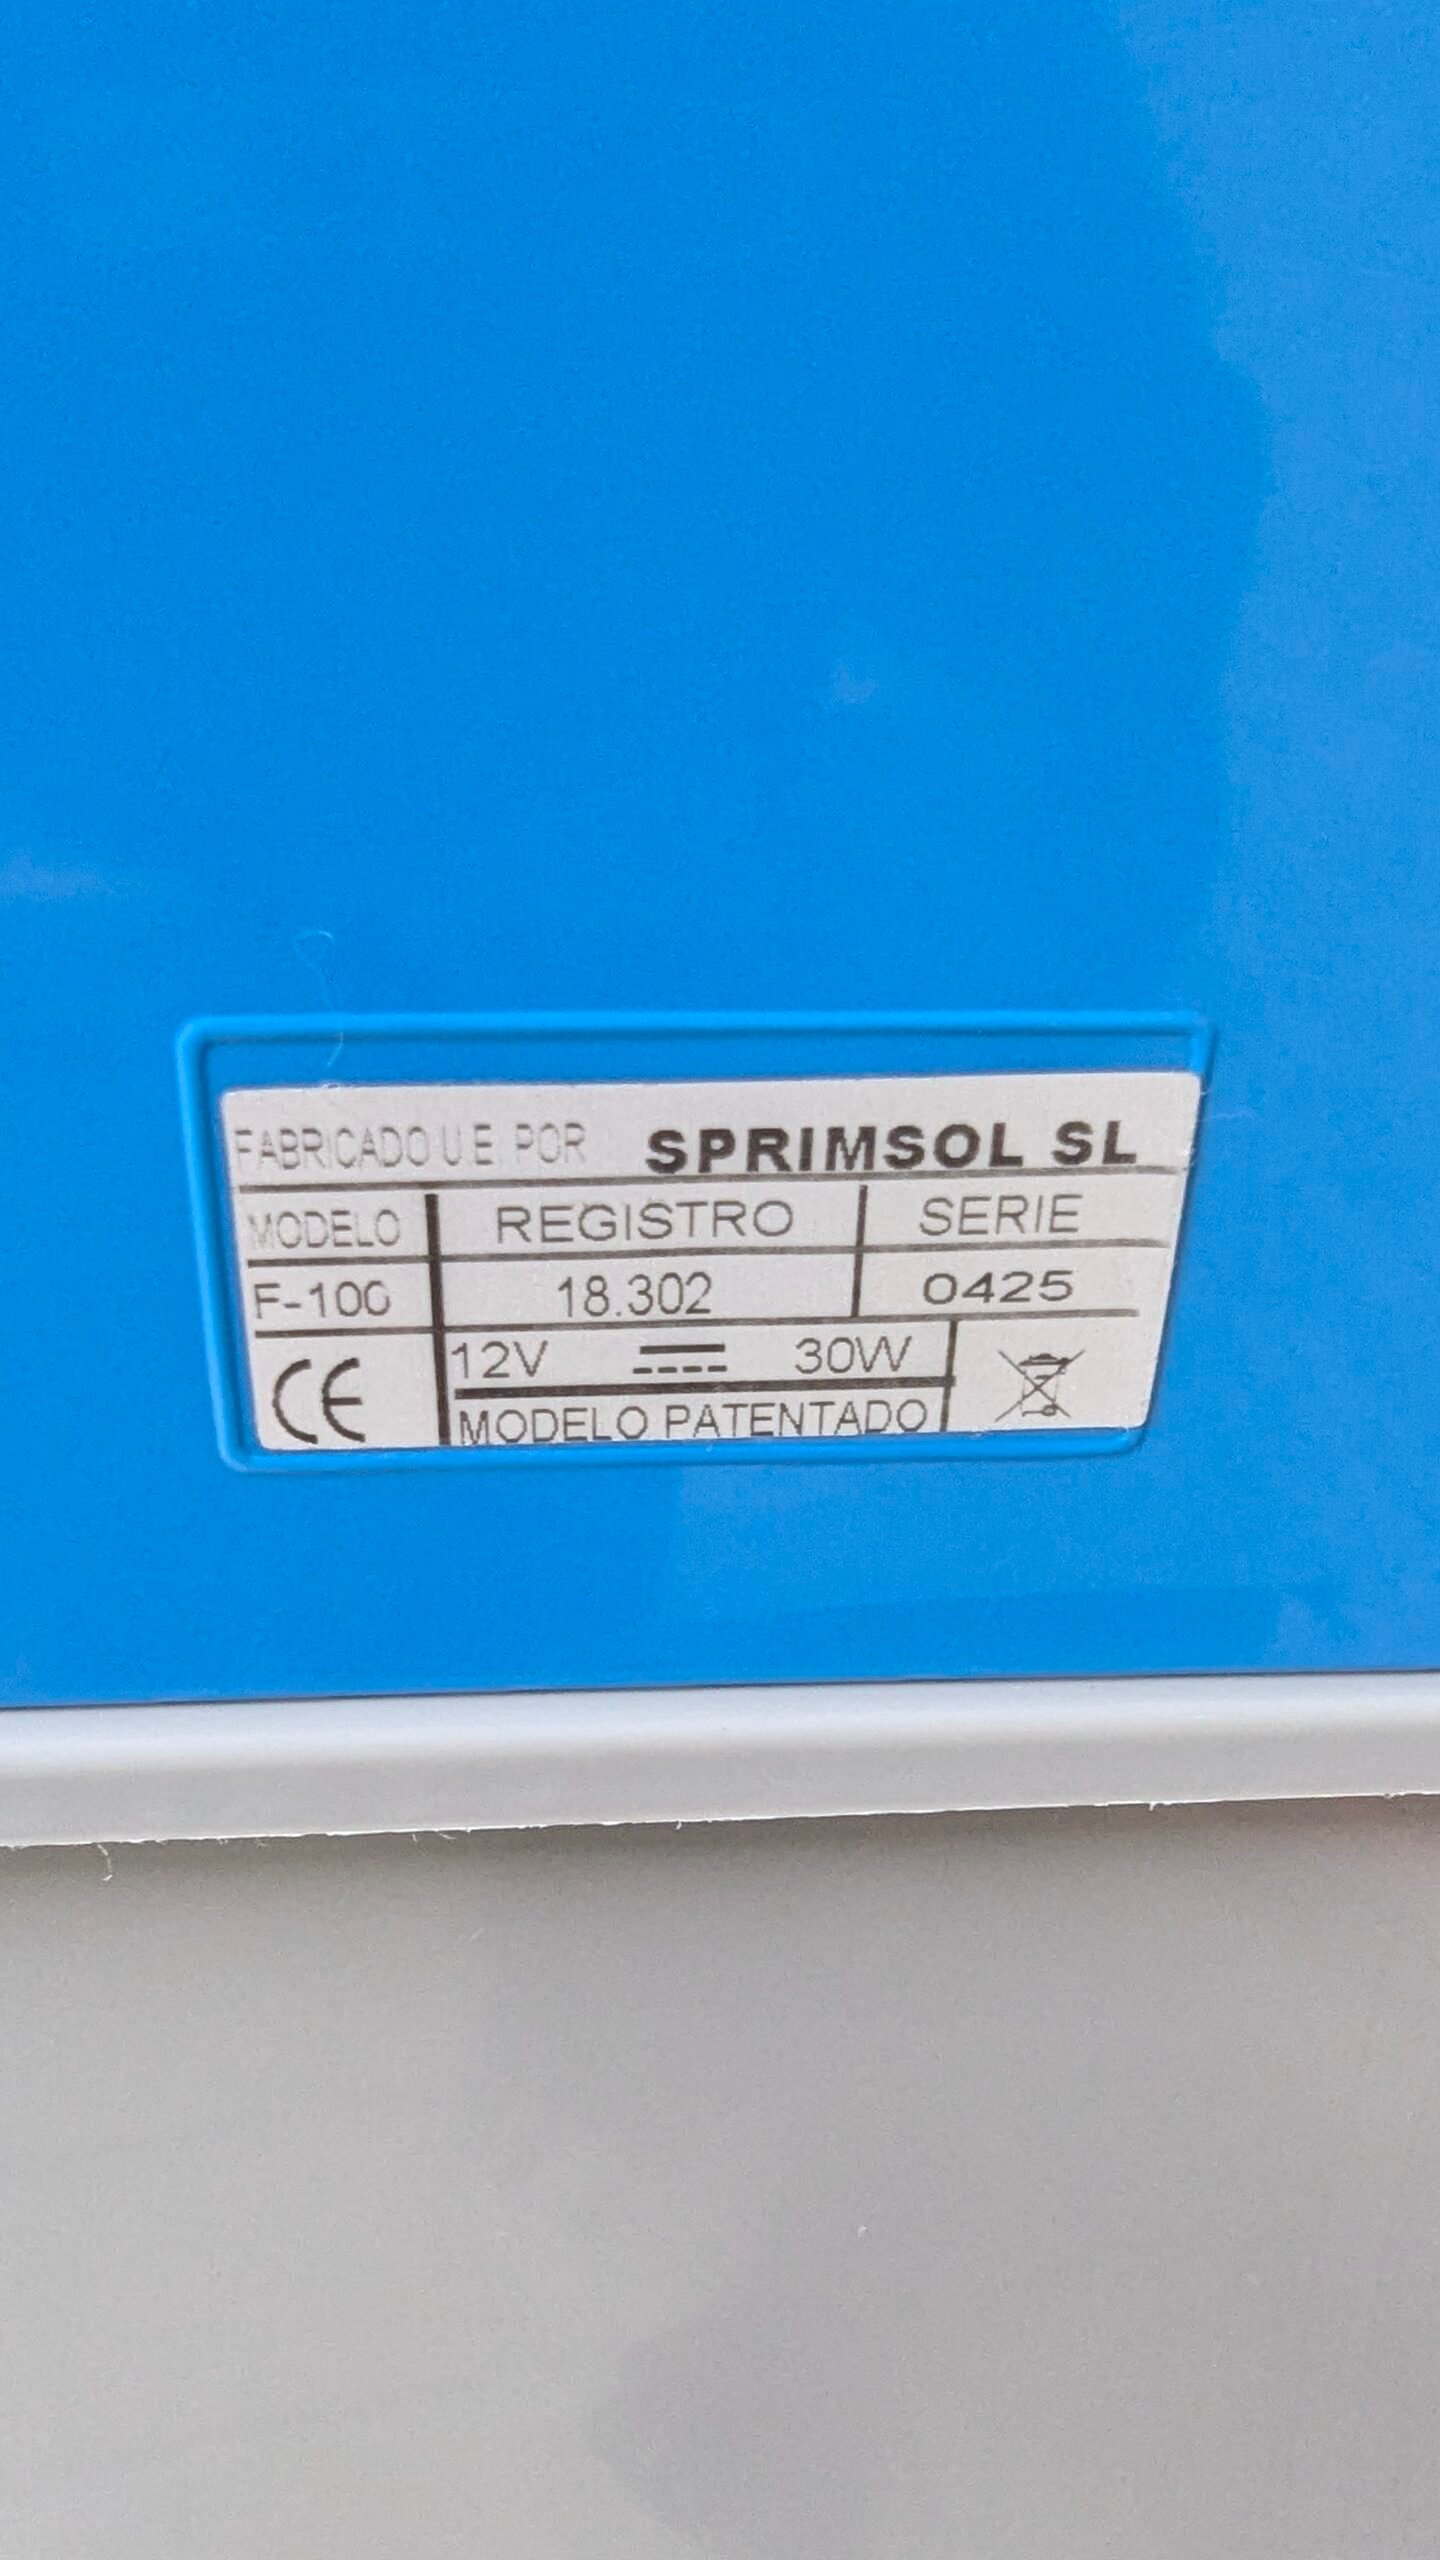 FABRICADO U.E. POR SPRIMSOL SL
MODELO REGISTRO SERIE
F-100 18.302 0425
CE 12V 30W
MODELO PATENTADO